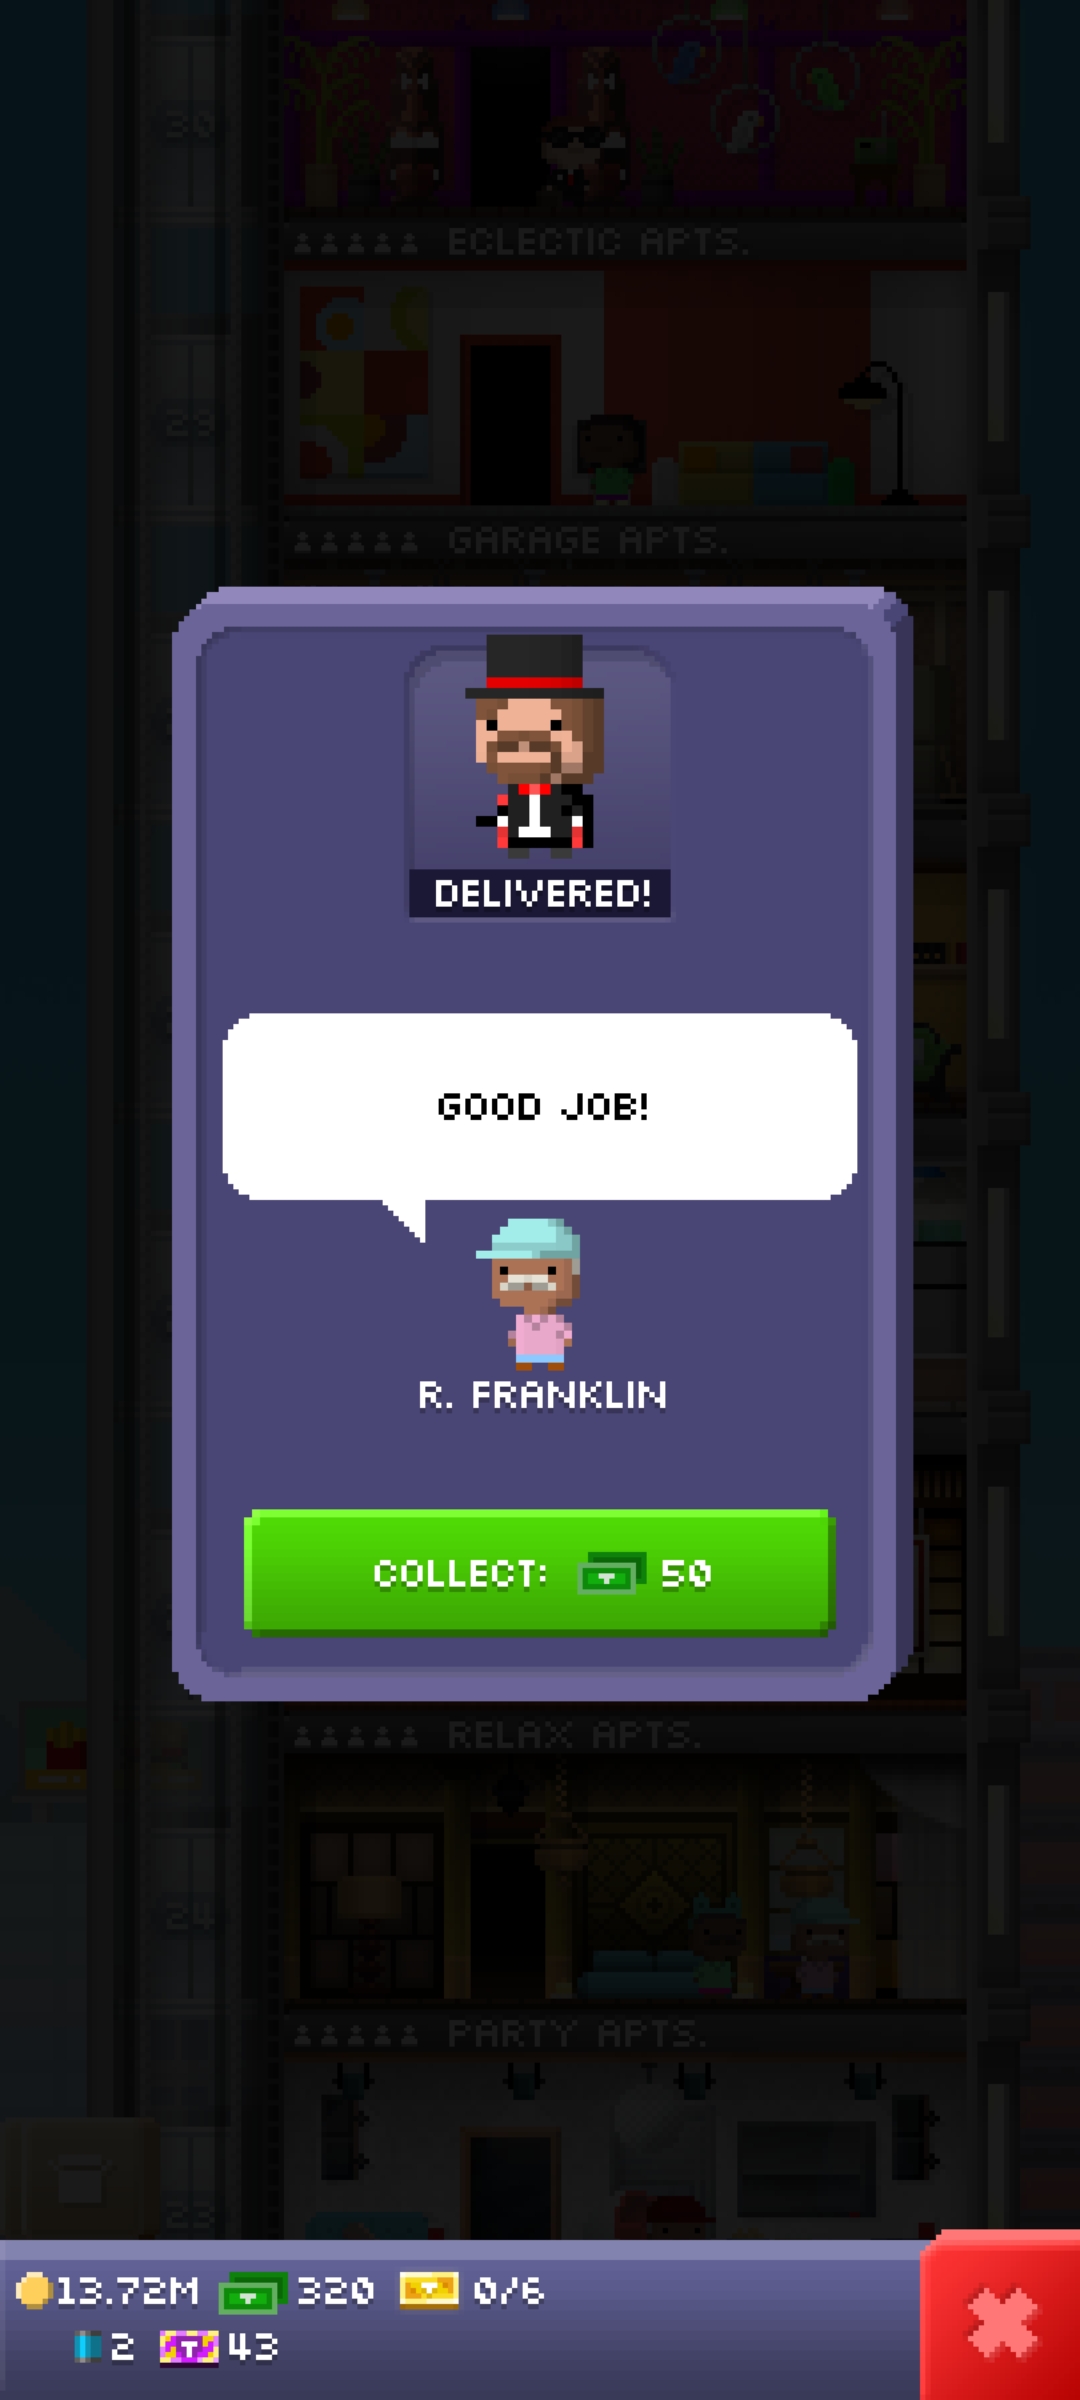 30
ECLECTIC APTS.
29
GARAGE APTS.
DELIVERED!
GOOD JOB!
R. FRANKLIN
COLLECT: 50
RELAX APTS.
24
PARTY APTS.
23
13.72M 320 0/6
2 43